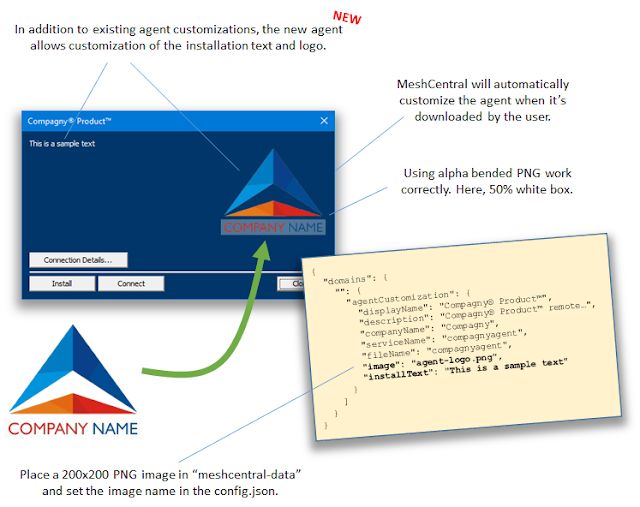 In addition to existing agent customizations, the new agent
allows customization of the installation text and logo.
NEW
MeshCentral will automatically
customize the agent when it's
downloaded by the user.
Compagny® Product™
This is a sample text
COMPANY NAME
Using alpha bended PNG work
correctly. Here, 50% white box.
Connection Details...
Install
Connect
Clo
{
"domains": {
"": {
"agentCustomization": {
"displayName": "Compagny® Product™",
"description": "Compagny® Product™ remote…",
"companyName": "Compagny",
"serviceName": "compagnyagent",
"fileName": "compagnyagent",
"image": "agent-logo.png",
"installText": "This is a sample text"
}
]
}
}
COMPANY NAME
Place a 200x200 PNG image in “meshcentral-data”
and set the image name in the config.json.